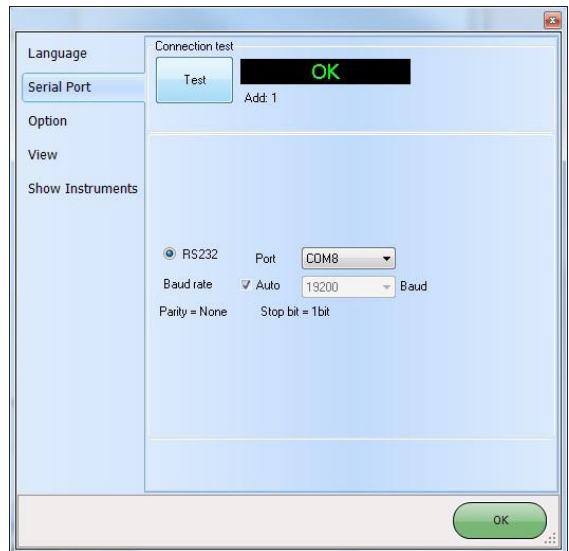 Language
Serial Port
Option
View
Show Instruments
Connection test
Test
OK
Add: 1
RS232 Port COM8
Baud rate Auto 19200 Baud
Parity = None Stop bit = 1bit
OK